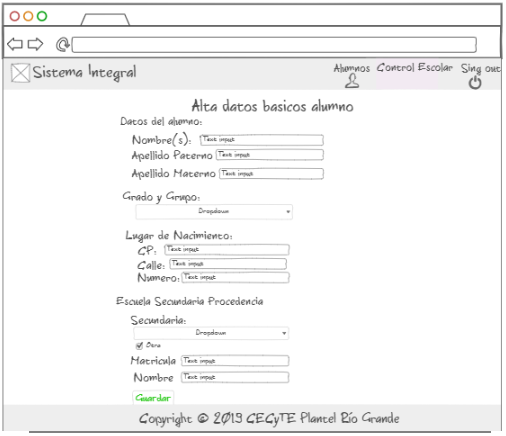 Sistema Integral
Alumnos Control Escolar Sing out
Alta datos basicos alumno
Datos del alumno:
Nombre(s): Text input
Apellido Paterno Text input
Apellido Materno Text input
Grado y Grupo:
Dropdown
Lugar de Nacimiento:
CP: Text input
Calle: Text input
Numero: Text input
Escuela Secundaria Procedencia
Secundaria:
Dropdown
Otra
Matricula Text input
Nombre Text input
Guardar
Copyright © 2019 CECyTE Plantel Río Grande